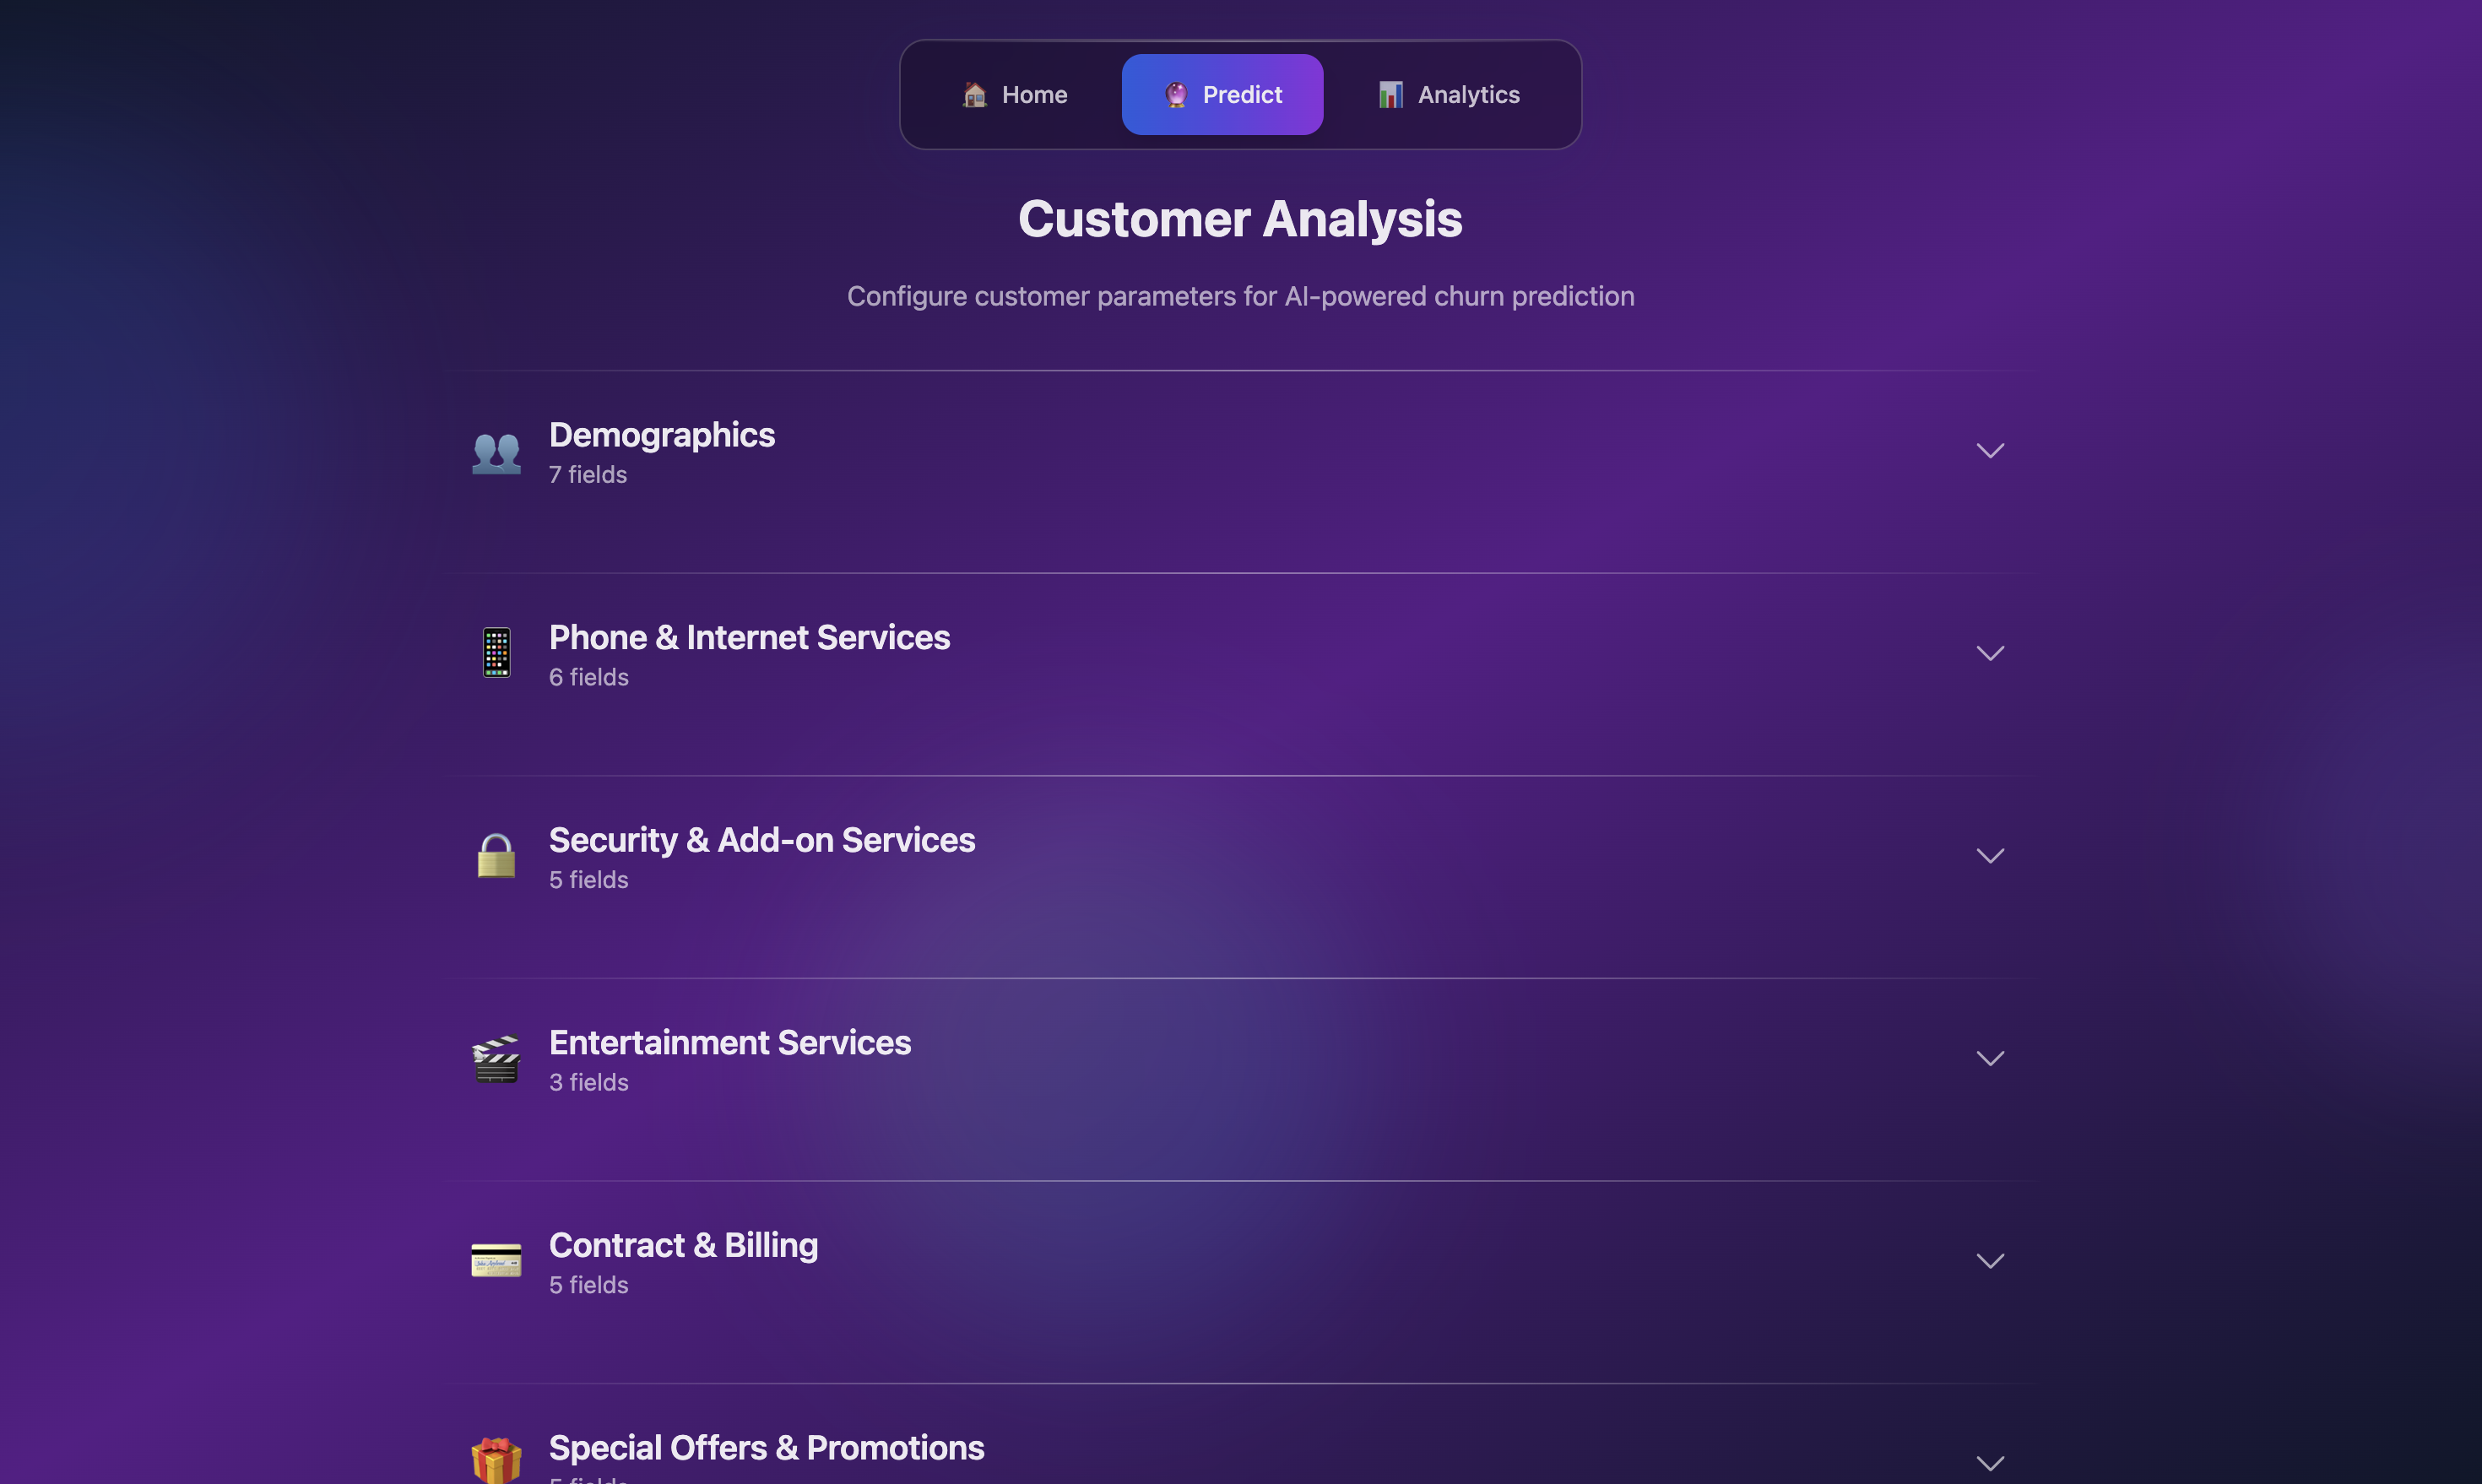 Home
Predict
Analytics
Customer Analysis
Configure customer parameters for AI-powered churn prediction
Demographics
7 fields
Phone & Internet Services
6 fields
Security & Add-on Services
5 fields
Entertainment Services
3 fields
Contract & Billing
5 fields
Special Offers & Promotions
5 fields